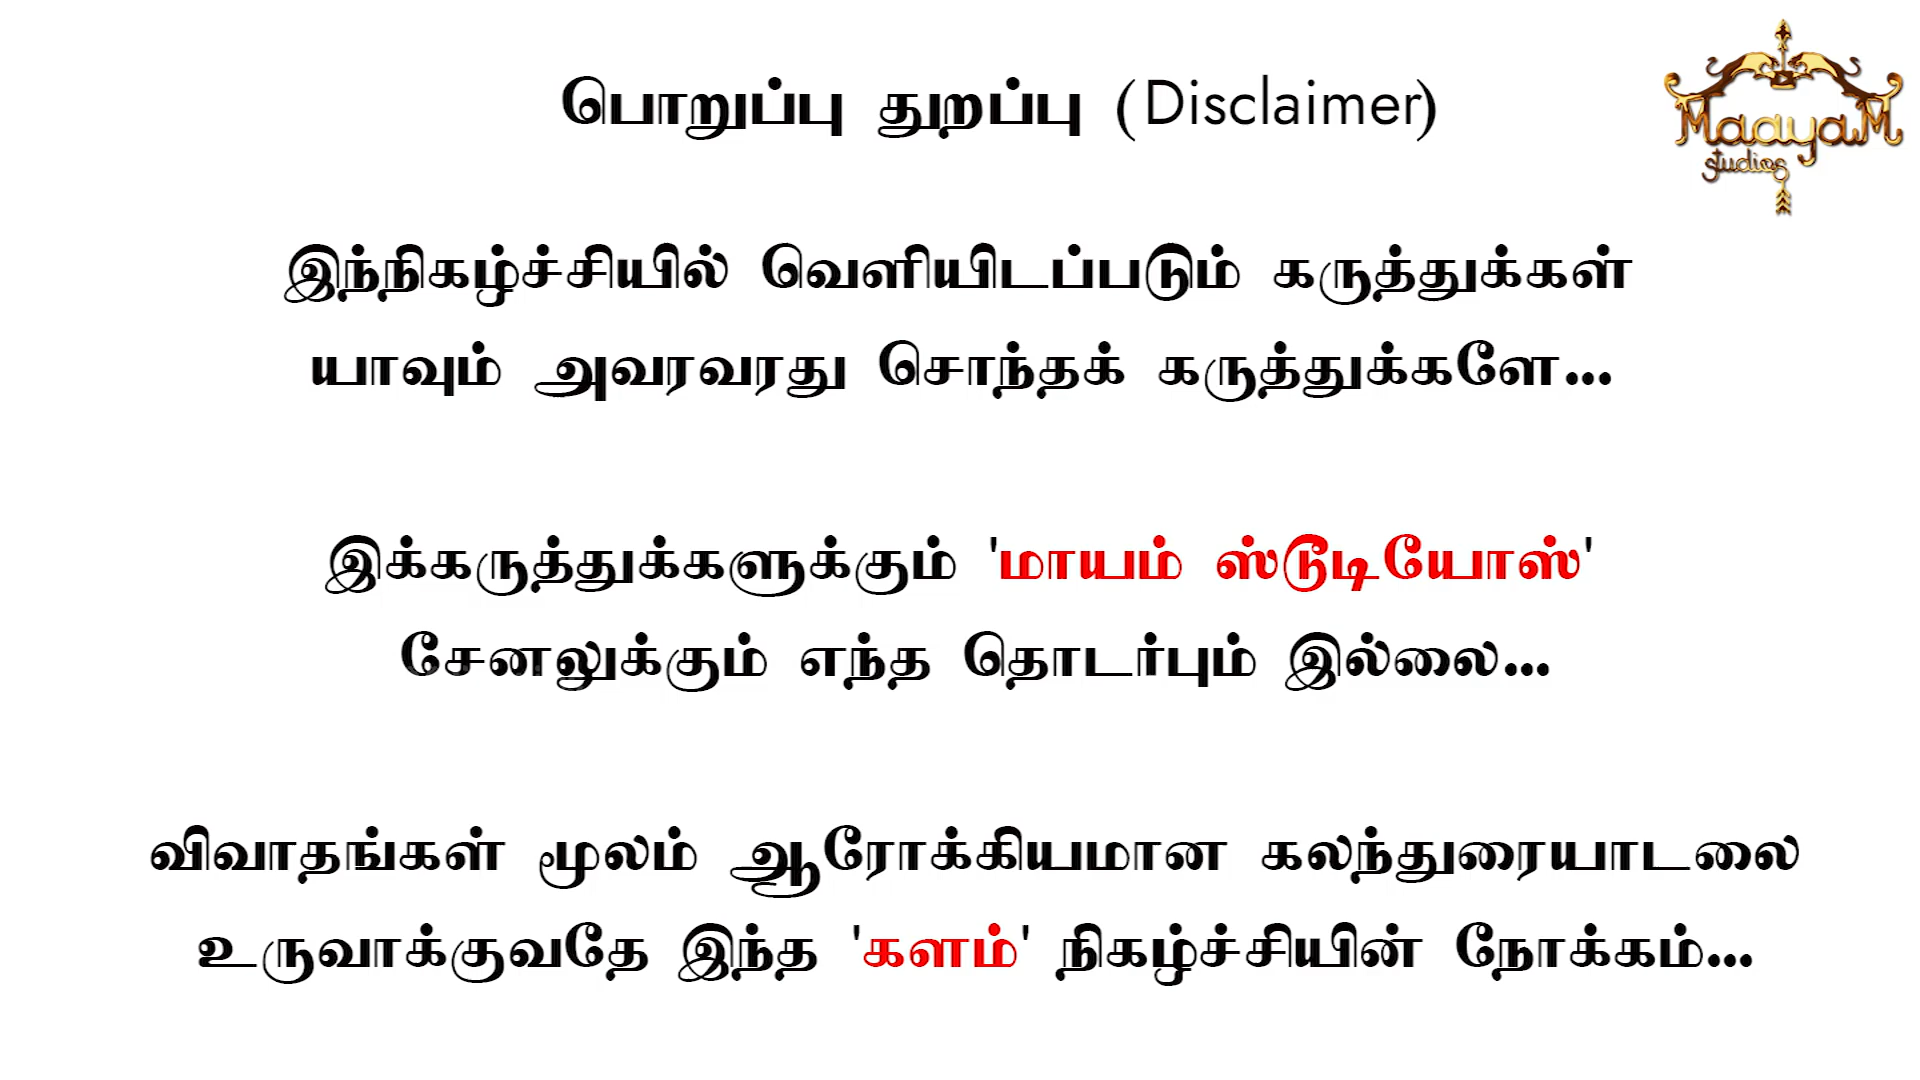 பொறுப்பு துறப்பு (Disclaimer)
Maayam
studios
இந்நிகழ்ச்சியில் வெளியிடப்படும் கருத்துக்கள்
யாவும் அவரவரது சொந்தக் கருத்துக்களே...
இக்கருத்துக்களுக்கும் 'மாயம் ஸ்டூடியோஸ்'
சேனலுக்கும் எந்த தொடர்பும் இல்லை...
விவாதங்கள் மூலம் ஆரோக்கியமான கலந்துரையாடலை
உருவாக்குவதே இந்த 'களம்' நிகழ்ச்சியின் நோக்கம்...